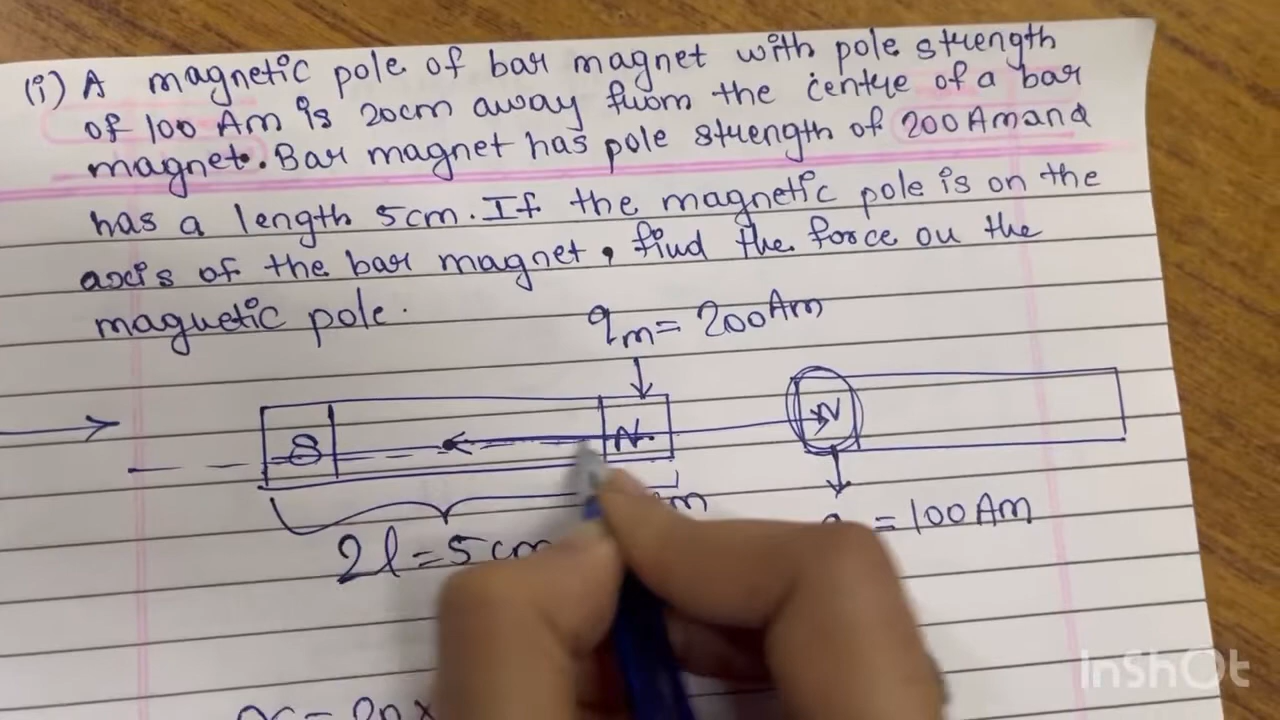 (i) A magnetic pole of bar magnet with pole strength
of 100 Am is 20cm away from the centre of a bar
magnet. Bar magnet has pole strength of 200 Am and
has a length 5cm. If the magnetic pole is on the
axis of the bar magnet, find the force on the
magnetic pole.
qm = 200Am
S N N
= 100 Am
2l = 5cm
InShOt